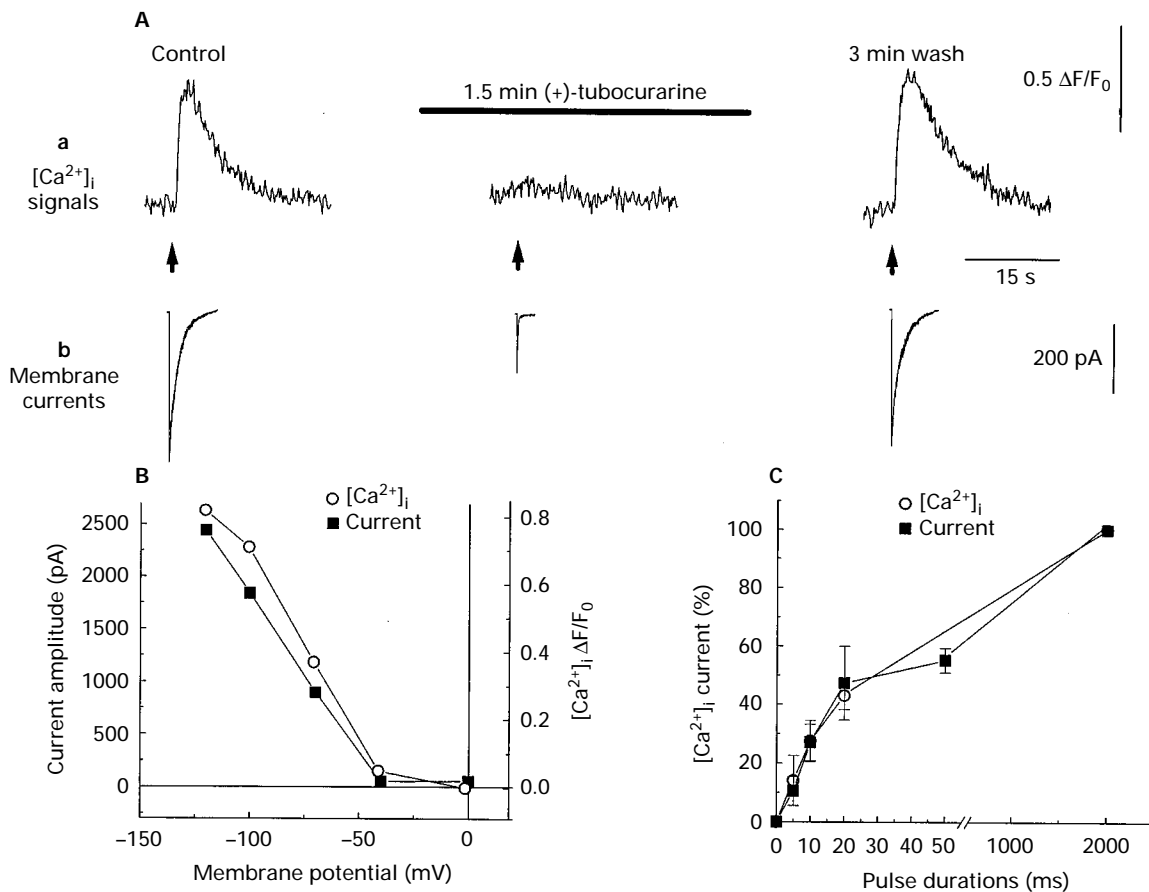 A
Control
1.5 min (+)-tubocurarine
3 min wash
0.5 ΔF/F₀
a
[Ca²⁺]ᵢ
signals
15 s
b
Membrane
currents
200 pA
B
[Ca²⁺]ᵢ
Current
Current amplitude (pA)
2500
2000
1500
1000
500
0
0.8
0.6
0.4
0.2
0.0
[Ca²⁺]ᵢ ΔF/F₀
−150
−100
−50
0
Membrane potential (mV)
C
[Ca²⁺]ᵢ
Current
[Ca²⁺]ᵢ current (%)
100
80
60
40
20
0
0 10 20 30 40 50 1000 2000
Pulse durations (ms)